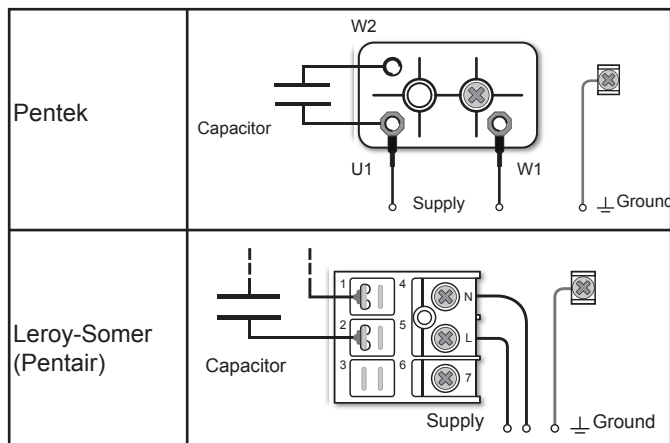 Pentek
W2
Capacitor
U1
W1
Supply
Ground
Leroy-Somer
(Pentair)
1
4
N
2
5
L
3
6
7
Capacitor
Supply
Ground